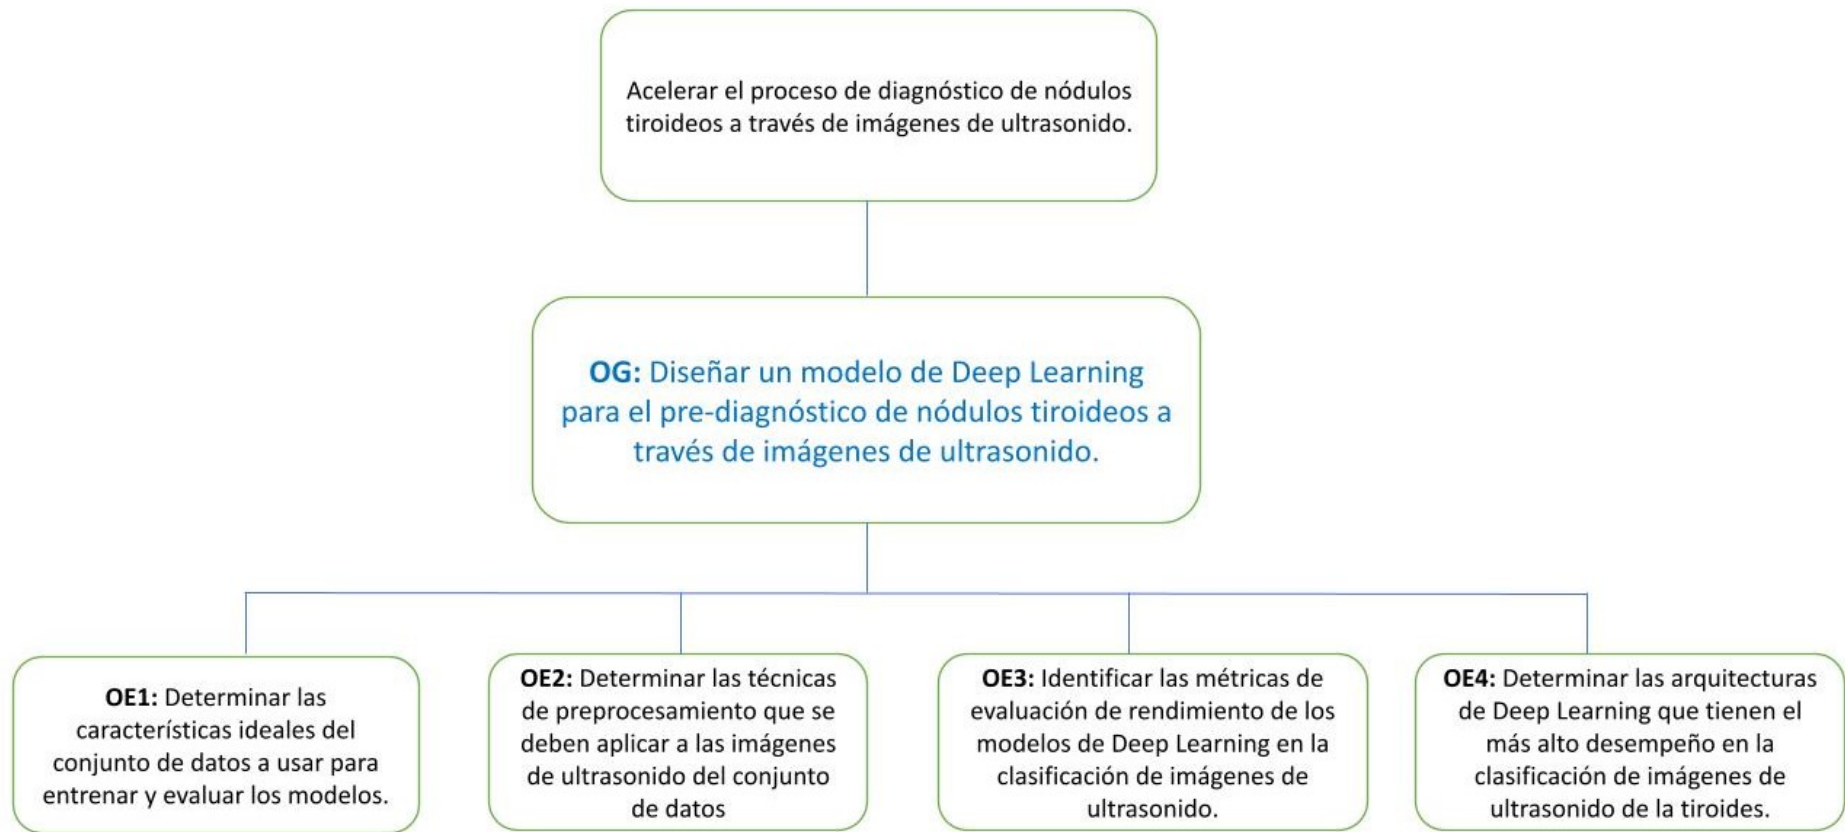 Acelerar el proceso de diagnóstico de nódulos
tiroideos a través de imágenes de ultrasonido.
OG: Diseñar un modelo de Deep Learning
para el pre-diagnóstico de nódulos tiroideos a
través de imágenes de ultrasonido.
OE1: Determinar las
características ideales del
conjunto de datos a usar para
entrenar y evaluar los modelos.
OE2: Determinar las técnicas
de preprocesamiento que se
deben aplicar a las imágenes
de ultrasonido del conjunto
de datos
OE3: Identificar las métricas de
evaluación de rendimiento de los
modelos de Deep Learning en la
clasificación de imágenes de
ultrasonido.
OE4: Determinar las arquitecturas
de Deep Learning que tienen el
más alto desempeño en la
clasificación de imágenes de
ultrasonido de la tiroides.